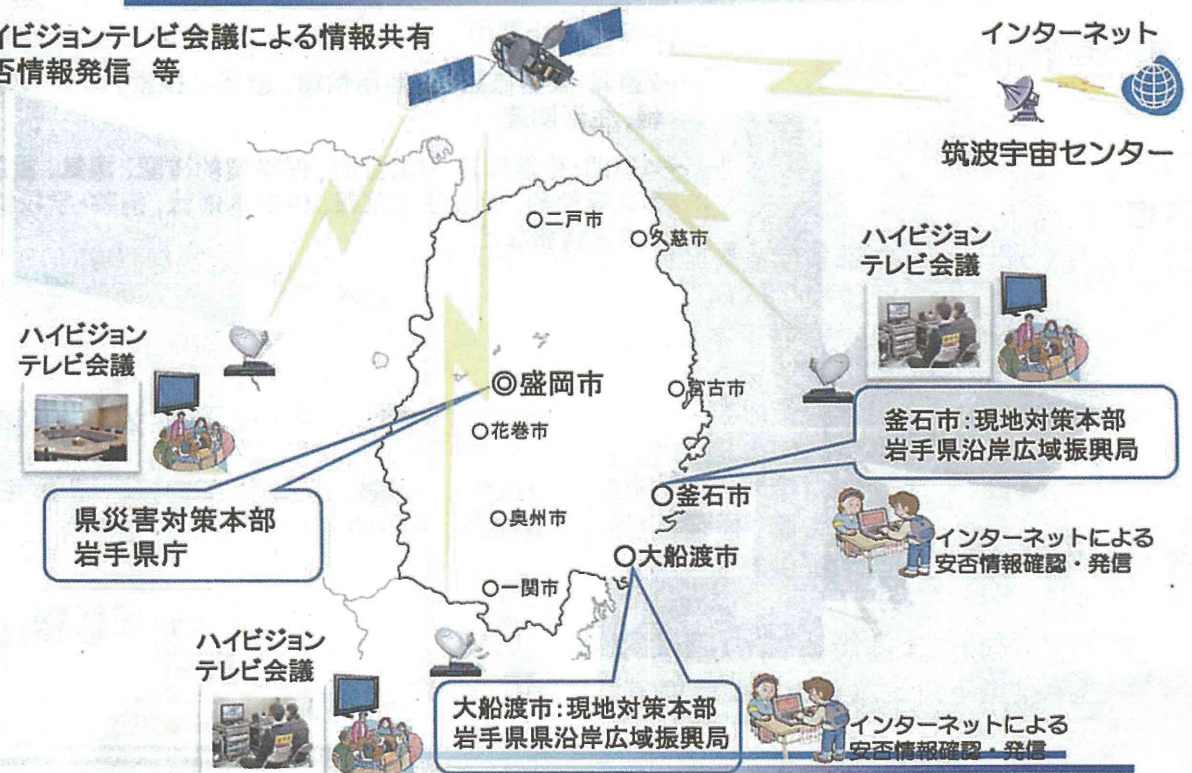 イビジョンテレビ会議による情報共有
否情報発信 等
インターネット
筑波宇宙センター
○二戸市
○久慈市
ハイビジョン
テレビ会議
ハイビジョン
テレビ会議
◎盛岡市
○宮古市
○花巻市
釜石市:現地対策本部
岩手県沿岸広域振興局
○釜石市
県災害対策本部
岩手県庁
○奥州市
インターネットによる
安否情報確認・発信
○大船渡市
○一関市
ハイビジョン
テレビ会議
大船渡市:現地対策本部
岩手県県沿岸広域振興局
インターネットによる
安否情報確認・発信